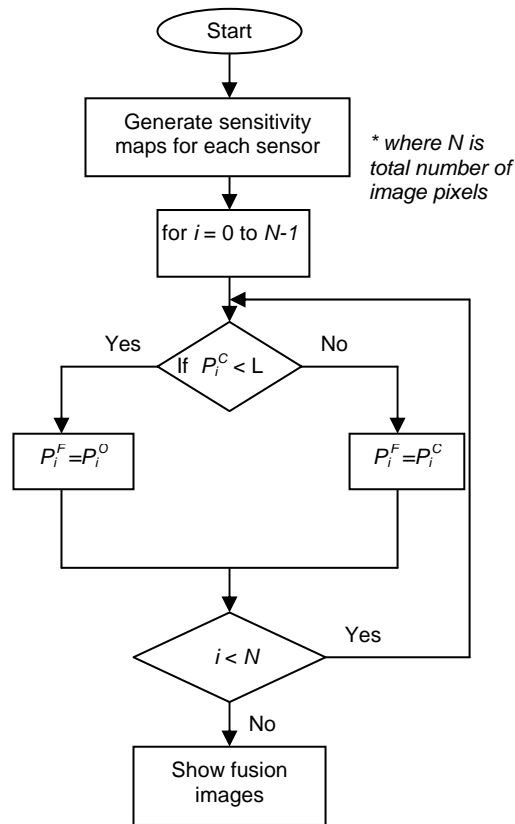 Start
Generate sensitivity
maps for each sensor
* where N is
total number of
image pixels
for i = 0 to N-1
Yes
If P_i^C < L
No
P_i^F=P_i^O
P_i^F=P_i^C
i < N
Yes
No
Show fusion
images